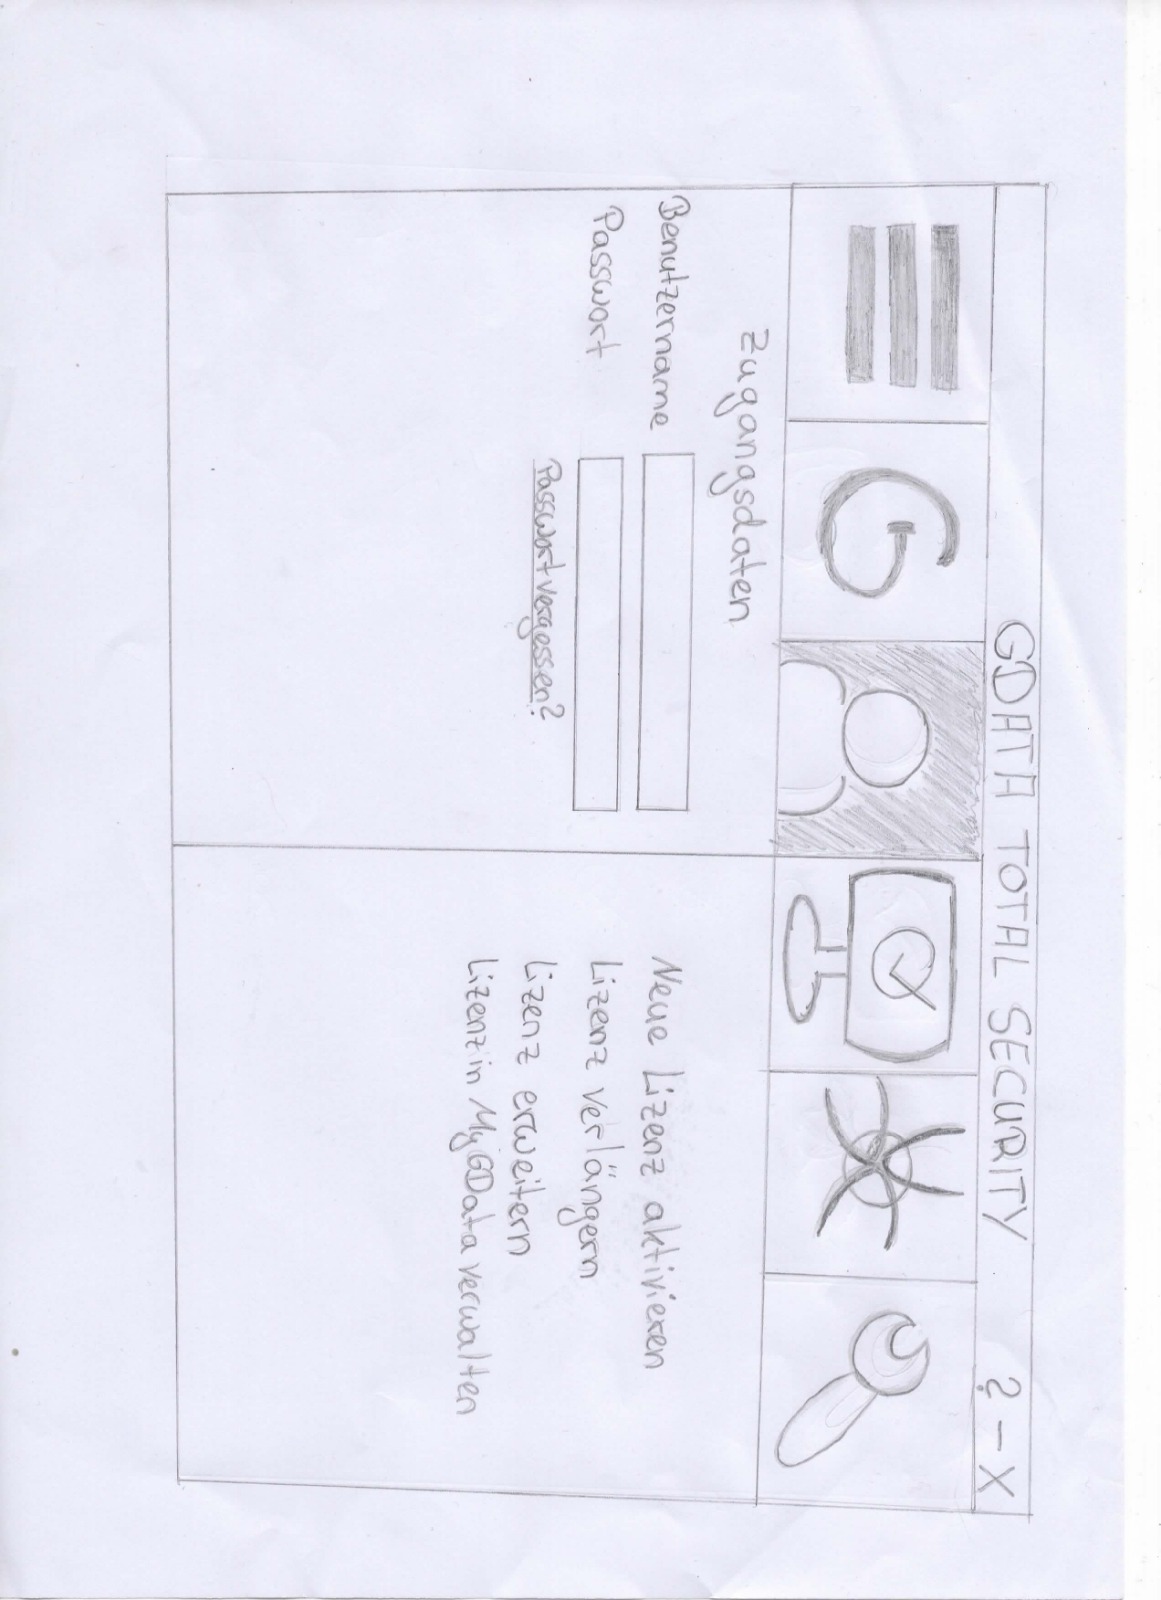 GDATA TOTAL SECURITY ? – X
Zugangsdaten
Benutzername
Passwort
Passwort vergessen?
Neue Lizenz aktivieren
Lizenz verlängern
Lizenz erweitern
Lizenz in MyGData verwalten